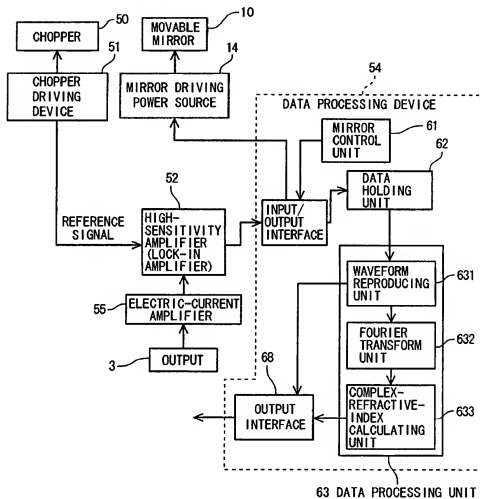 50
CHOPPER
10
MOVABLE
MIRROR
51
CHOPPER
DRIVING
DEVICE
14
MIRROR DRIVING
POWER SOURCE
54
DATA PROCESSING DEVICE
MIRROR
CONTROL
UNIT
61
62
DATA
HOLDING
UNIT
52
HIGH-
SENSITIVITY
AMPLIFIER
(LOCK-IN
AMPLIFIER)
REFERENCE
SIGNAL
INPUT/
OUTPUT
INTERFACE
WAVEFORM
REPRODUCING
UNIT
631
55
ELECTRIC-CURRENT
AMPLIFIER
FOURIER
TRANSFORM
UNIT
632
3
OUTPUT
68
OUTPUT
INTERFACE
COMPLEX-
REFRACTIVE-
INDEX
CALCULATING
UNIT
633
63 DATA PROCESSING UNIT